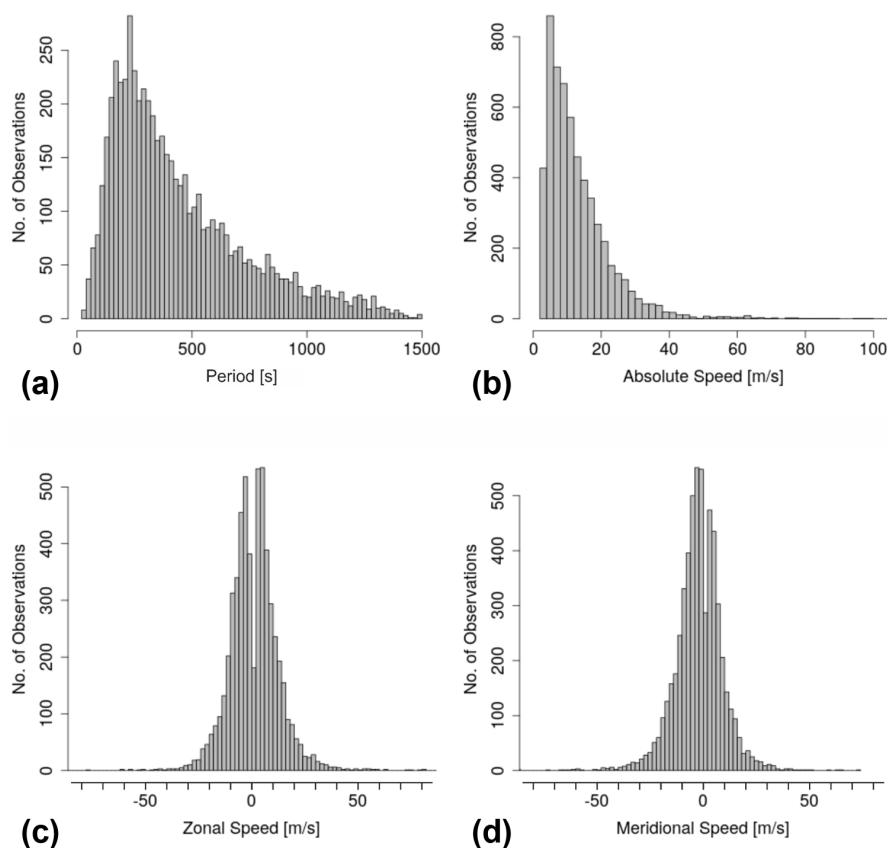 No. of Observations
250
200
150
100
50
0
0 500 1000 1500
Period [s]
(a)
No. of Observations
800
600
400
200
0
0 20 40 60 80 100
Absolute Speed [m/s]
(b)
No. of Observations
500
400
300
200
100
0
-50 0 50
Zonal Speed [m/s]
(c)
No. of Observations
500
400
300
200
100
0
-50 0 50
Meridional Speed [m/s]
(d)